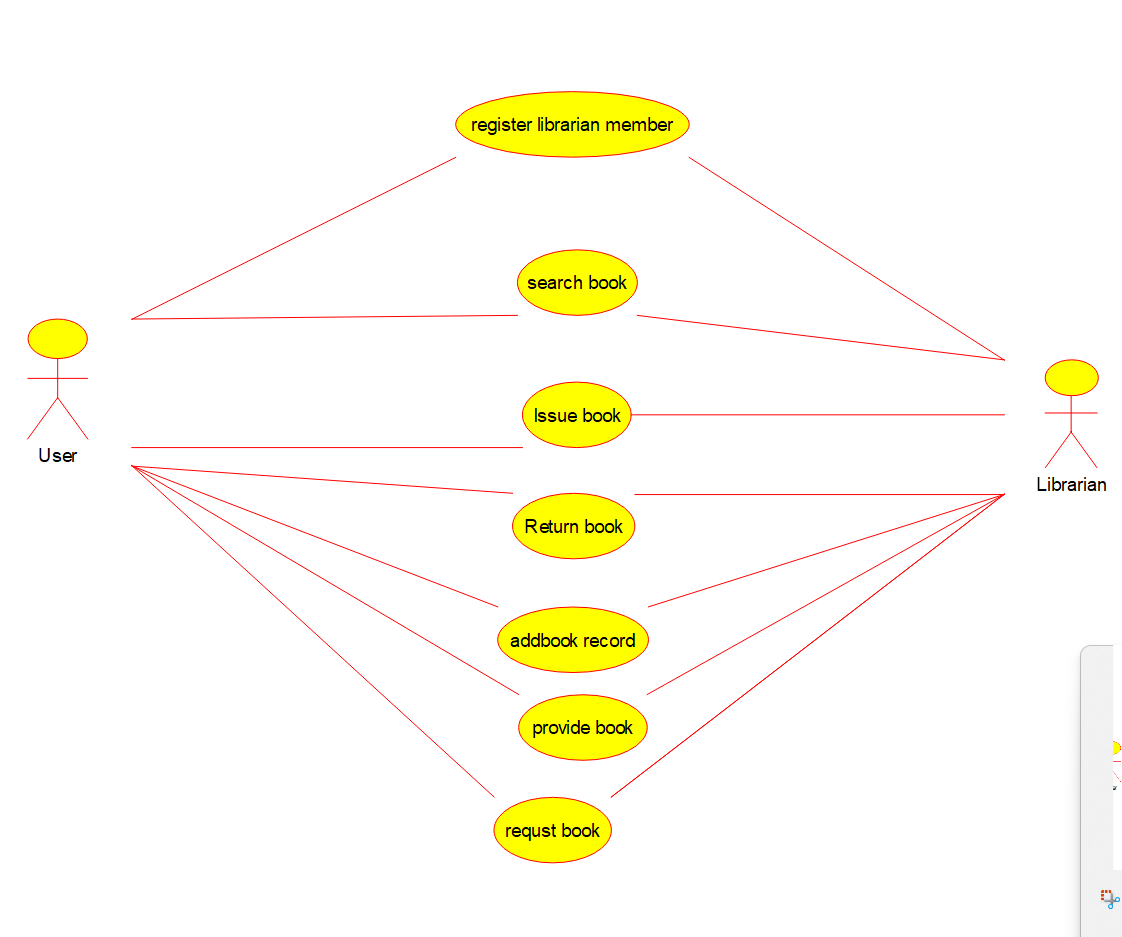 register librarian member
search book
Issue book
User
Librarian
Return book
addbook record
provide book
requst book